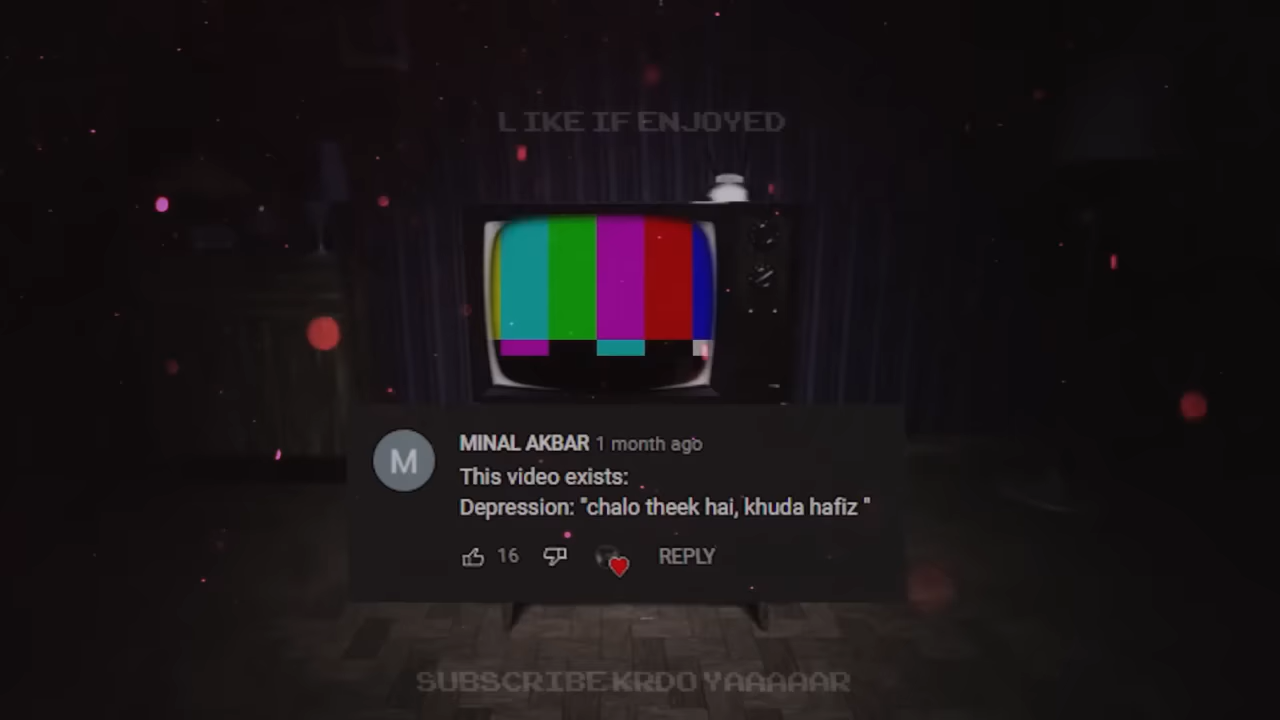 LIKE IF ENJOYED
M
MINAL AKBAR 1 month ago
This video exists:
Depression: "chalo theek hai, khuda hafiz "
16 REPLY
SUBSCRIBE KRDO YAAAAAR